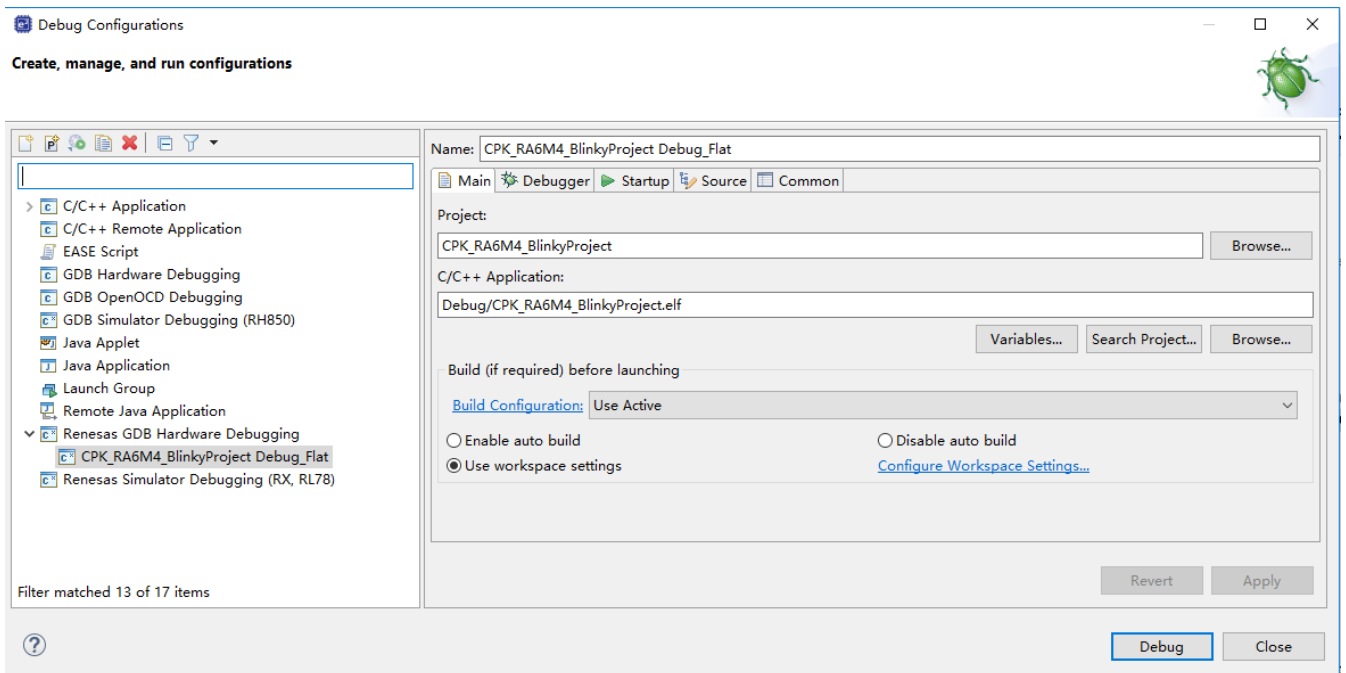 Debug Configurations
Create, manage, and run configurations
Name: CPK_RA6M4_BlinkyProject Debug_Flat
Main Debugger Startup Source Common
C/C++ Application
C/C++ Remote Application
EASE Script
GDB Hardware Debugging
GDB OpenOCD Debugging
GDB Simulator Debugging (RH850)
Java Applet
Java Application
Launch Group
Remote Java Application
Renesas GDB Hardware Debugging
CPK_RA6M4_BlinkyProject Debug_Flat
Renesas Simulator Debugging (RX, RL78)
Filter matched 13 of 17 items
Project:
CPK_RA6M4_BlinkyProject Browse...
C/C++ Application:
Debug/CPK_RA6M4_BlinkyProject.elf
Variables... Search Project... Browse...
Build (if required) before launching
Build Configuration: Use Active
Enable auto build Disable auto build
Use workspace settings Configure Workspace Settings...
Revert Apply
Debug Close